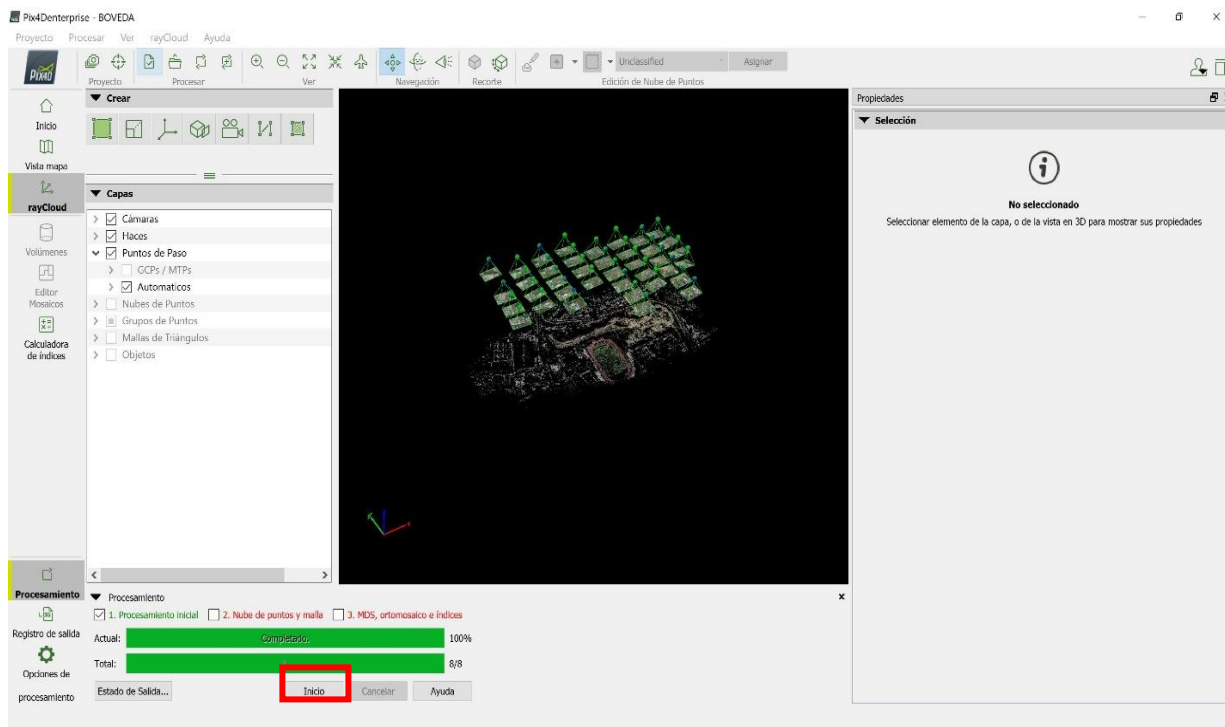 Pix4Denterprise - BOVEDA
Proyecto Procesar Ver rayCloud Ayuda
PIX4D
Unclassified Asignar
Proyecto Procesar Ver Navegación Recorte Edición de Nube de Puntos
Inicio
Vista mapa
rayCloud
Volúmenes
Editor
Mosaicos
Calculadora
de índices
Crear
Capas
Cámaras
Haces
Puntos de Paso
GCPs / MTPs
Automaticos
Nubes de Puntos
Grupos de Puntos
Mallas de Triángulos
Objetos
Propiedades
Selección
No seleccionado
Seleccionar elemento de la capa, o de la vista en 3D para mostrar sus propiedades
Procesamiento
Registro de salida
Opciones de
procesamiento
Procesamiento
1. Procesamiento inicial 2. Nube de puntos y malla 3. MDS, ortomosaico e índices
Actual: Completado. 100%
Total: 8/8
Estado de Salida... Inicio Cancelar Ayuda